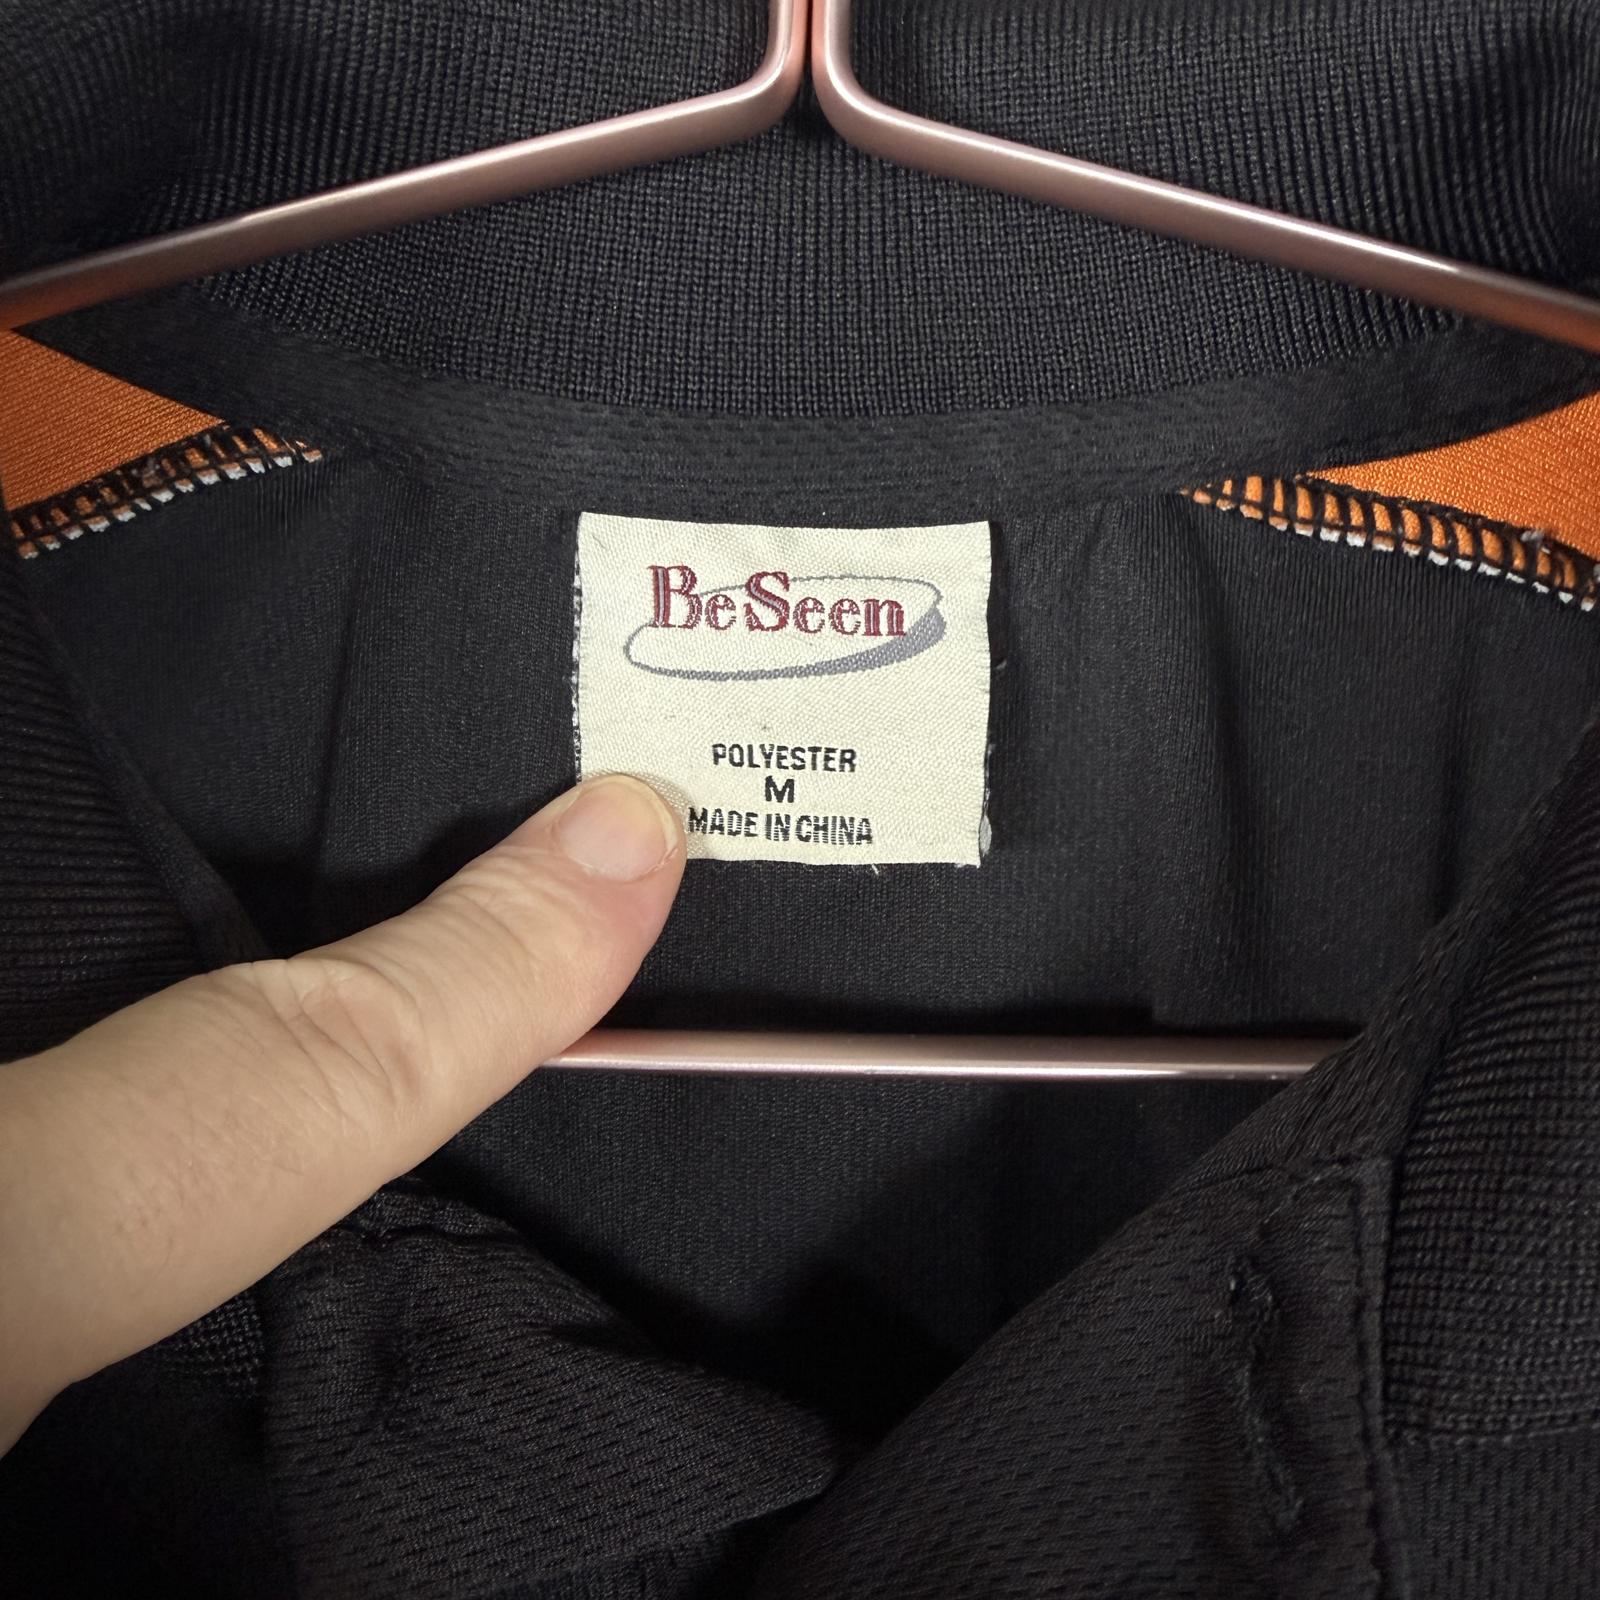 BeSeen
POLYESTER
M
MADE IN CHINA